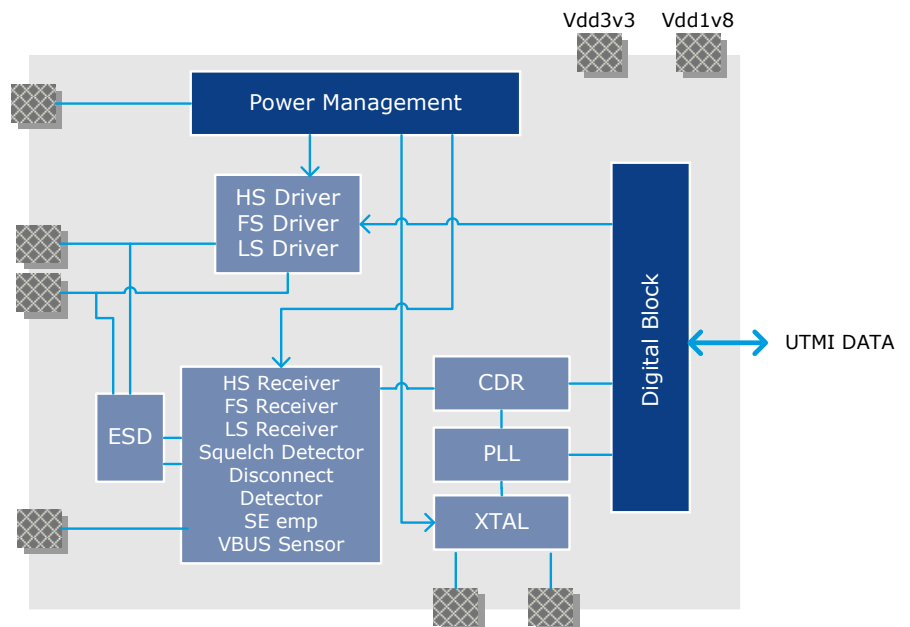 Vdd3v3 Vdd1v8
Power Management
HS Driver
FS Driver
LS Driver
Digital Block
UTMI DATA
HS Receiver
FS Receiver
LS Receiver
Squelch Detector
Disconnect
Detector
SE emp
VBUS Sensor
ESD
CDR
PLL
XTAL